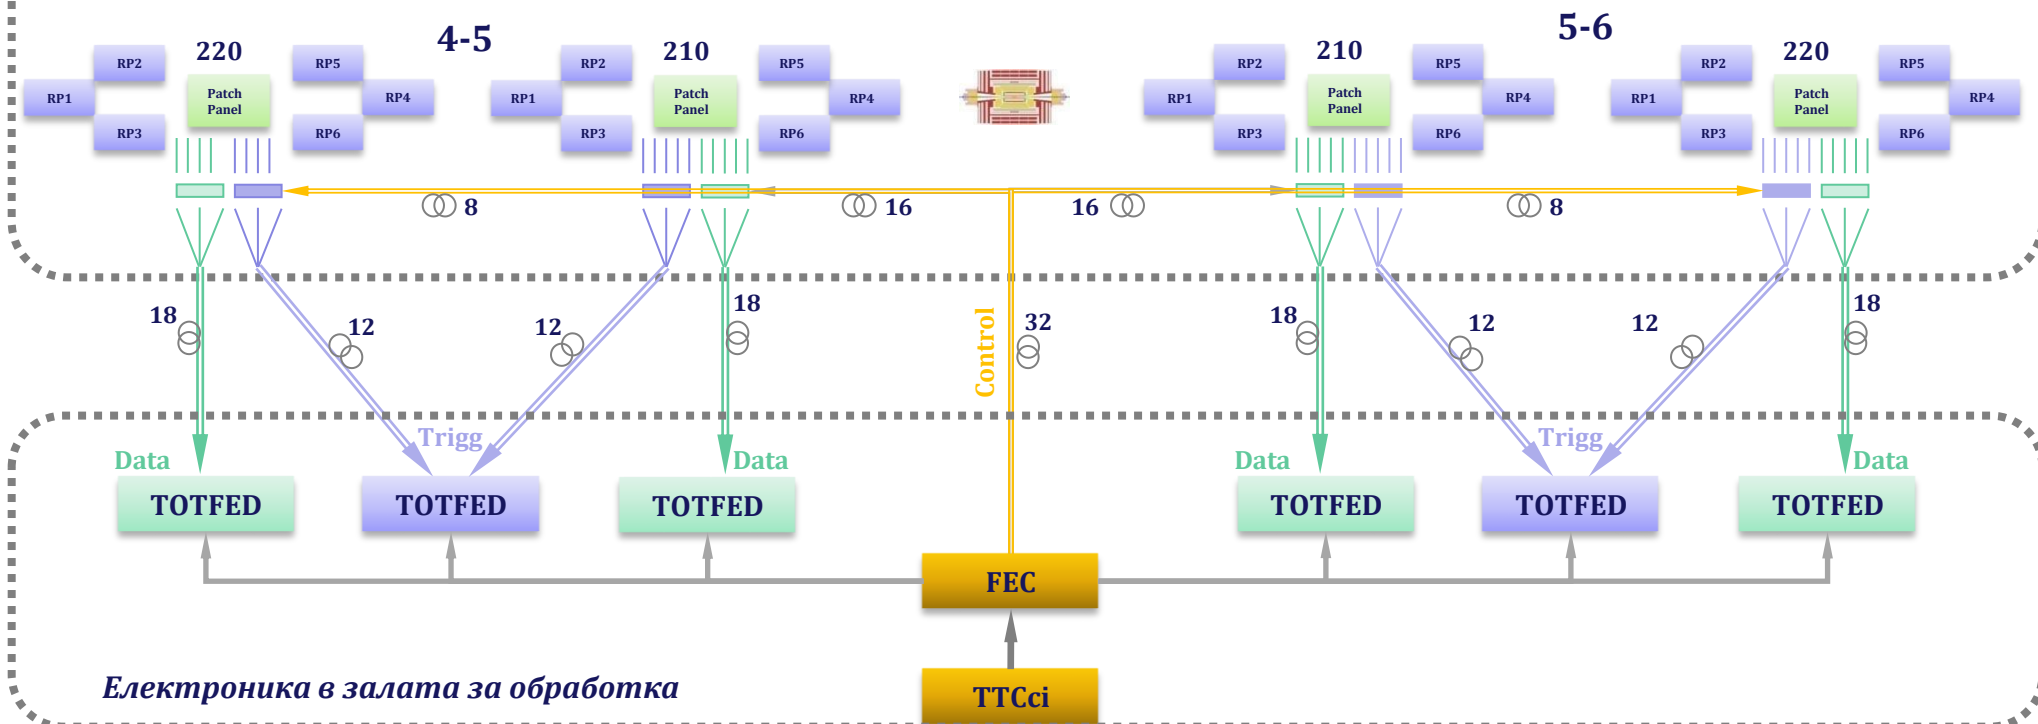 4-5
5-6
220
210
210
220
RP2
RP5
RP1
Patch
Panel
RP4
RP3
RP6
RP2
RP5
RP1
Patch
Panel
RP4
RP3
RP6
RP2
RP5
RP1
Patch
Panel
RP4
RP3
RP6
RP2
RP5
RP1
Patch
Panel
RP4
RP3
RP6
8
16
16
8
18
12
12
18
Control
32
18
12
12
18
Data
Trigg
Data
Data
Trigg
Data
TOTFED
TOTFED
TOTFED
TOTFED
TOTFED
TOTFED
FEC
Електроника в залата за обработка
TTCci